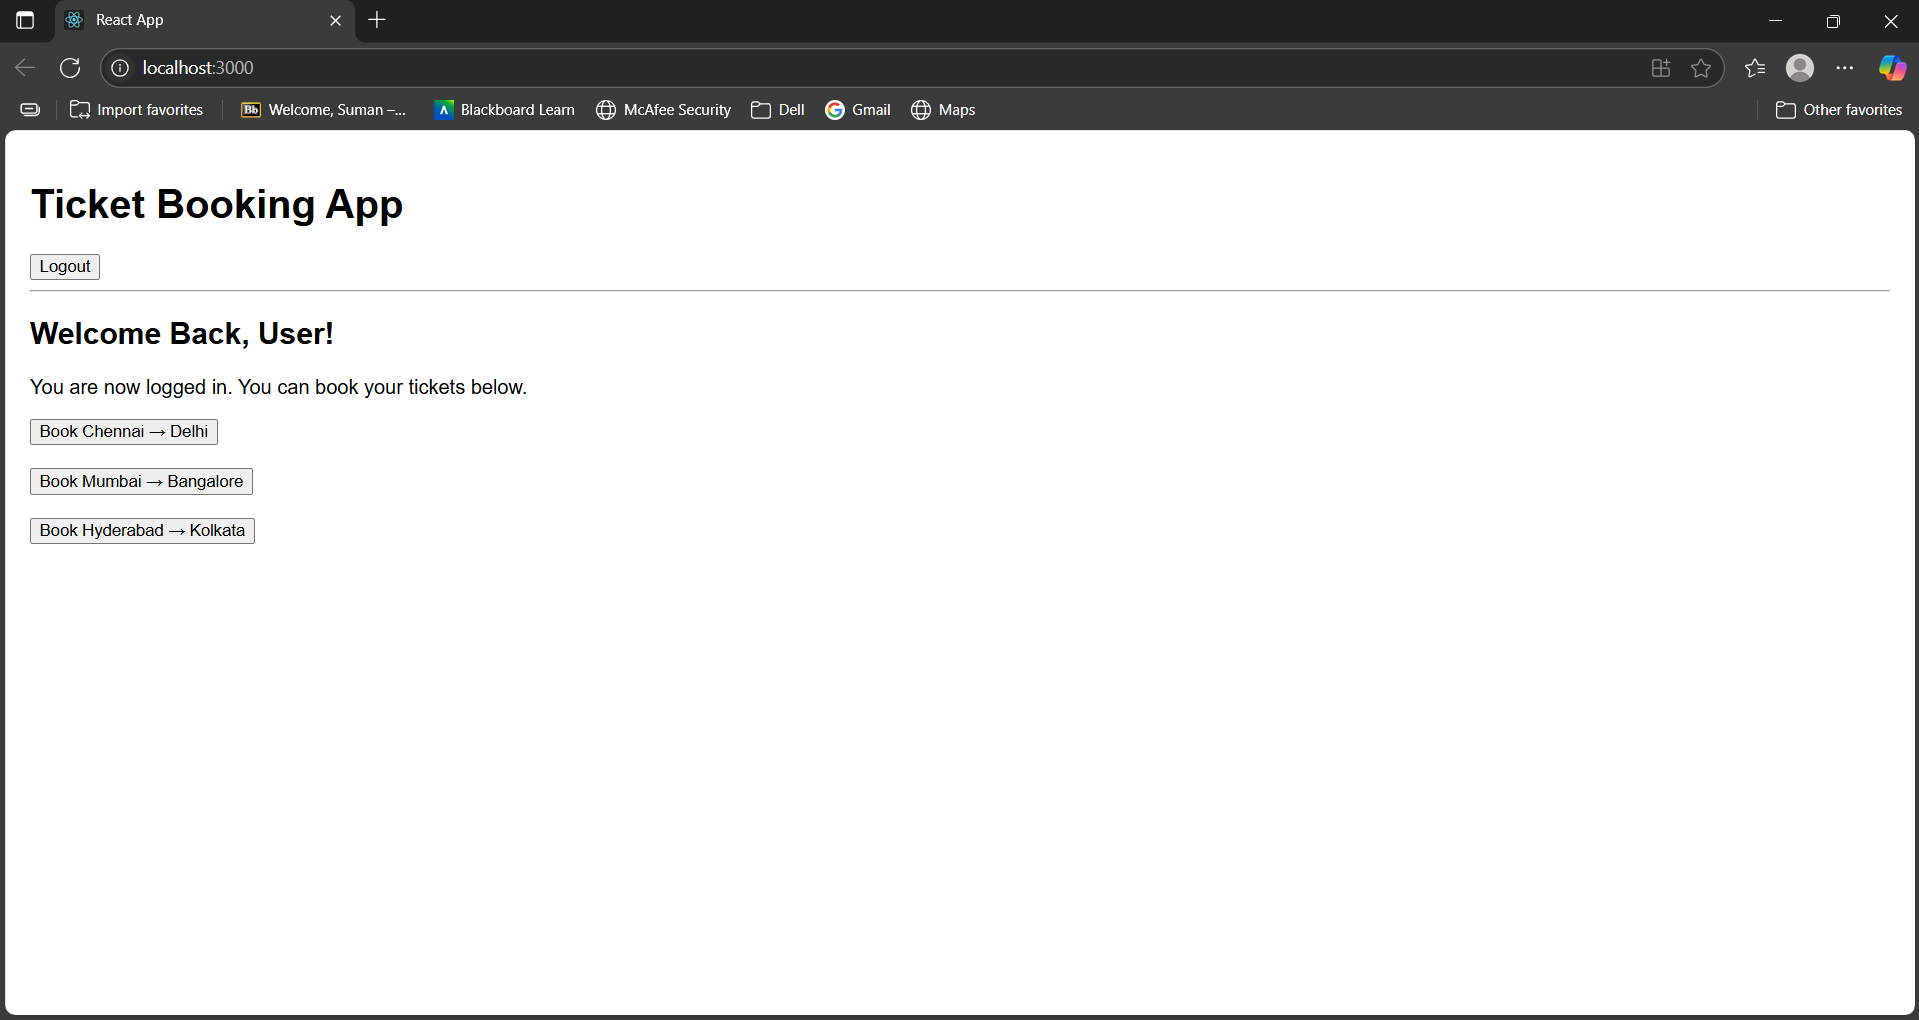 React App
localhost:3000
Import favorites
Bb Welcome, Suman –...
Blackboard Learn
McAfee Security
Dell
Gmail
Maps
Other favorites
Ticket Booking App
Logout
Welcome Back, User!
You are now logged in. You can book your tickets below.
Book Chennai → Delhi
Book Mumbai → Bangalore
Book Hyderabad → Kolkata